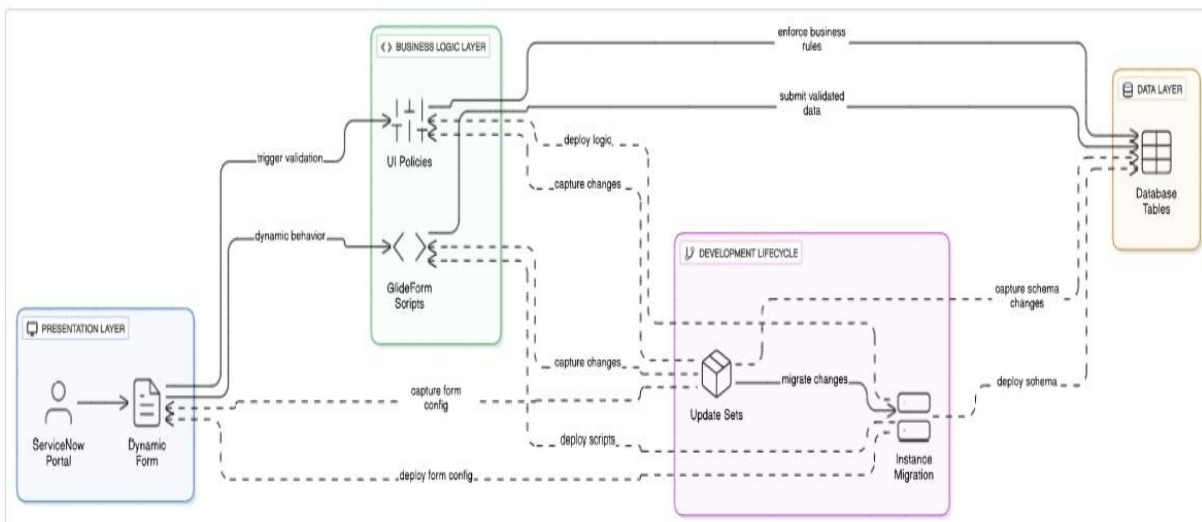 BUSINESS LOGIC LAYER
enforce business
rules
DATA LAYER
submit validated
data
deploy logic
trigger validation
UI Policies
capture changes
Database
Tables
dynamic behavior
DEVELOPMENT LIFECYCLE
GlideForm
Scripts
capture schema
changes
PRESENTATION LAYER
capture changes
migrate changes
deploy schema
capture form
config
Update Sets
ServiceNow
Portal
Dynamic
Form
deploy scripts
Instance
Migration
deploy form config